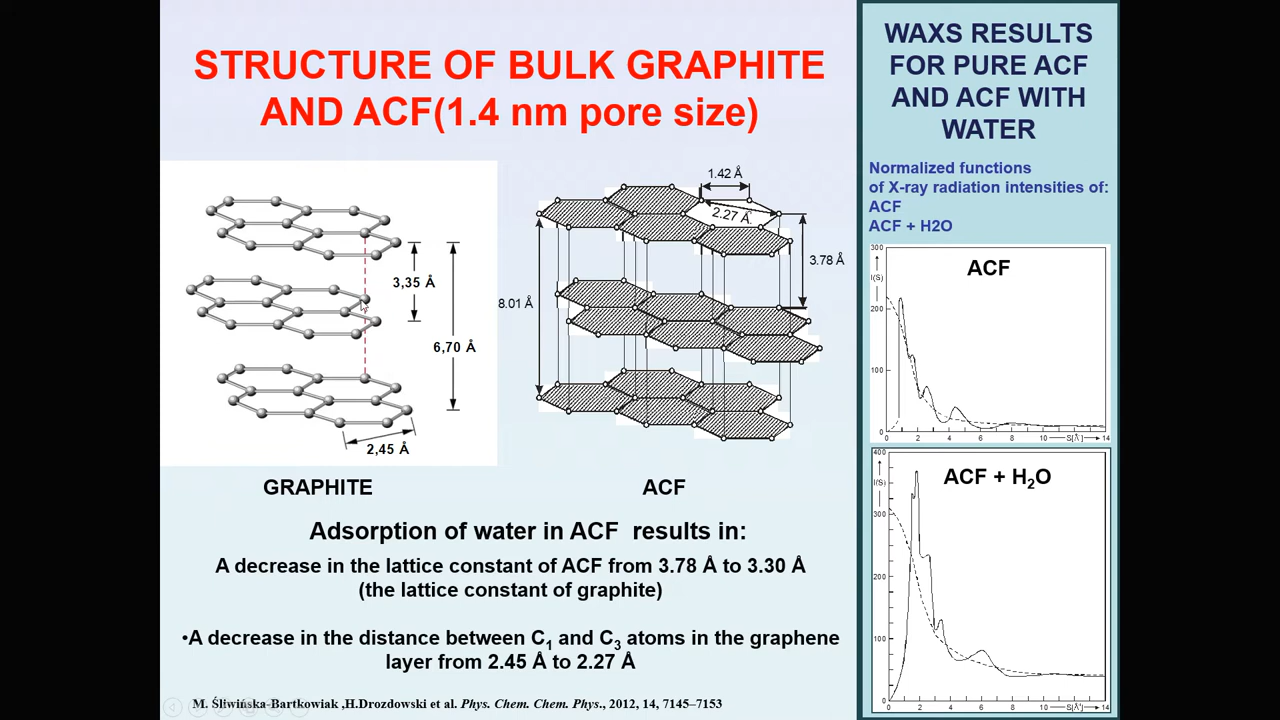 STRUCTURE OF BULK GRAPHITE
AND ACF(1.4 nm pore size)
3,35 Å
6,70 Å
2,45 Å
GRAPHITE
1.42 Å
2.27 Å
3.78 Å
8.01 Å
ACF
Adsorption of water in ACF results in:
A decrease in the lattice constant of ACF from 3.78 Å to 3.30 Å
(the lattice constant of graphite)
•A decrease in the distance between C1 and C3 atoms in the graphene
layer from 2.45 Å to 2.27 Å
M. Śliwińska-Bartkowiak ,H.Drozdowski et al. Phys. Chem. Chem. Phys., 2012, 14, 7145–7153
WAXS RESULTS
FOR PURE ACF
AND ACF WITH
WATER
Normalized functions
of X-ray radiation intensities of:
ACF
ACF + H2O
ACF
300
I(S)
200
100
0
0 2 4 6 8 10 S[Å⁻¹] 14
ACF + H₂O
400
I(S)
300
200
100
0
0 2 4 6 8 10 S[Å⁻¹] 14